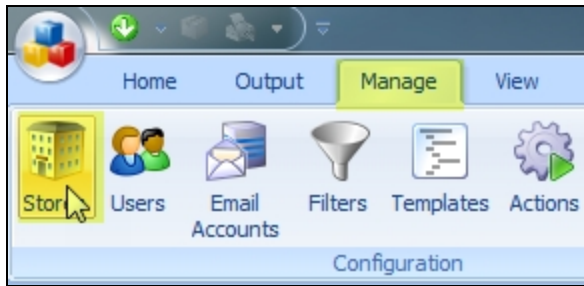 Home Output Manage View
Stor Users Email Accounts Filters Templates Actions
Configuration